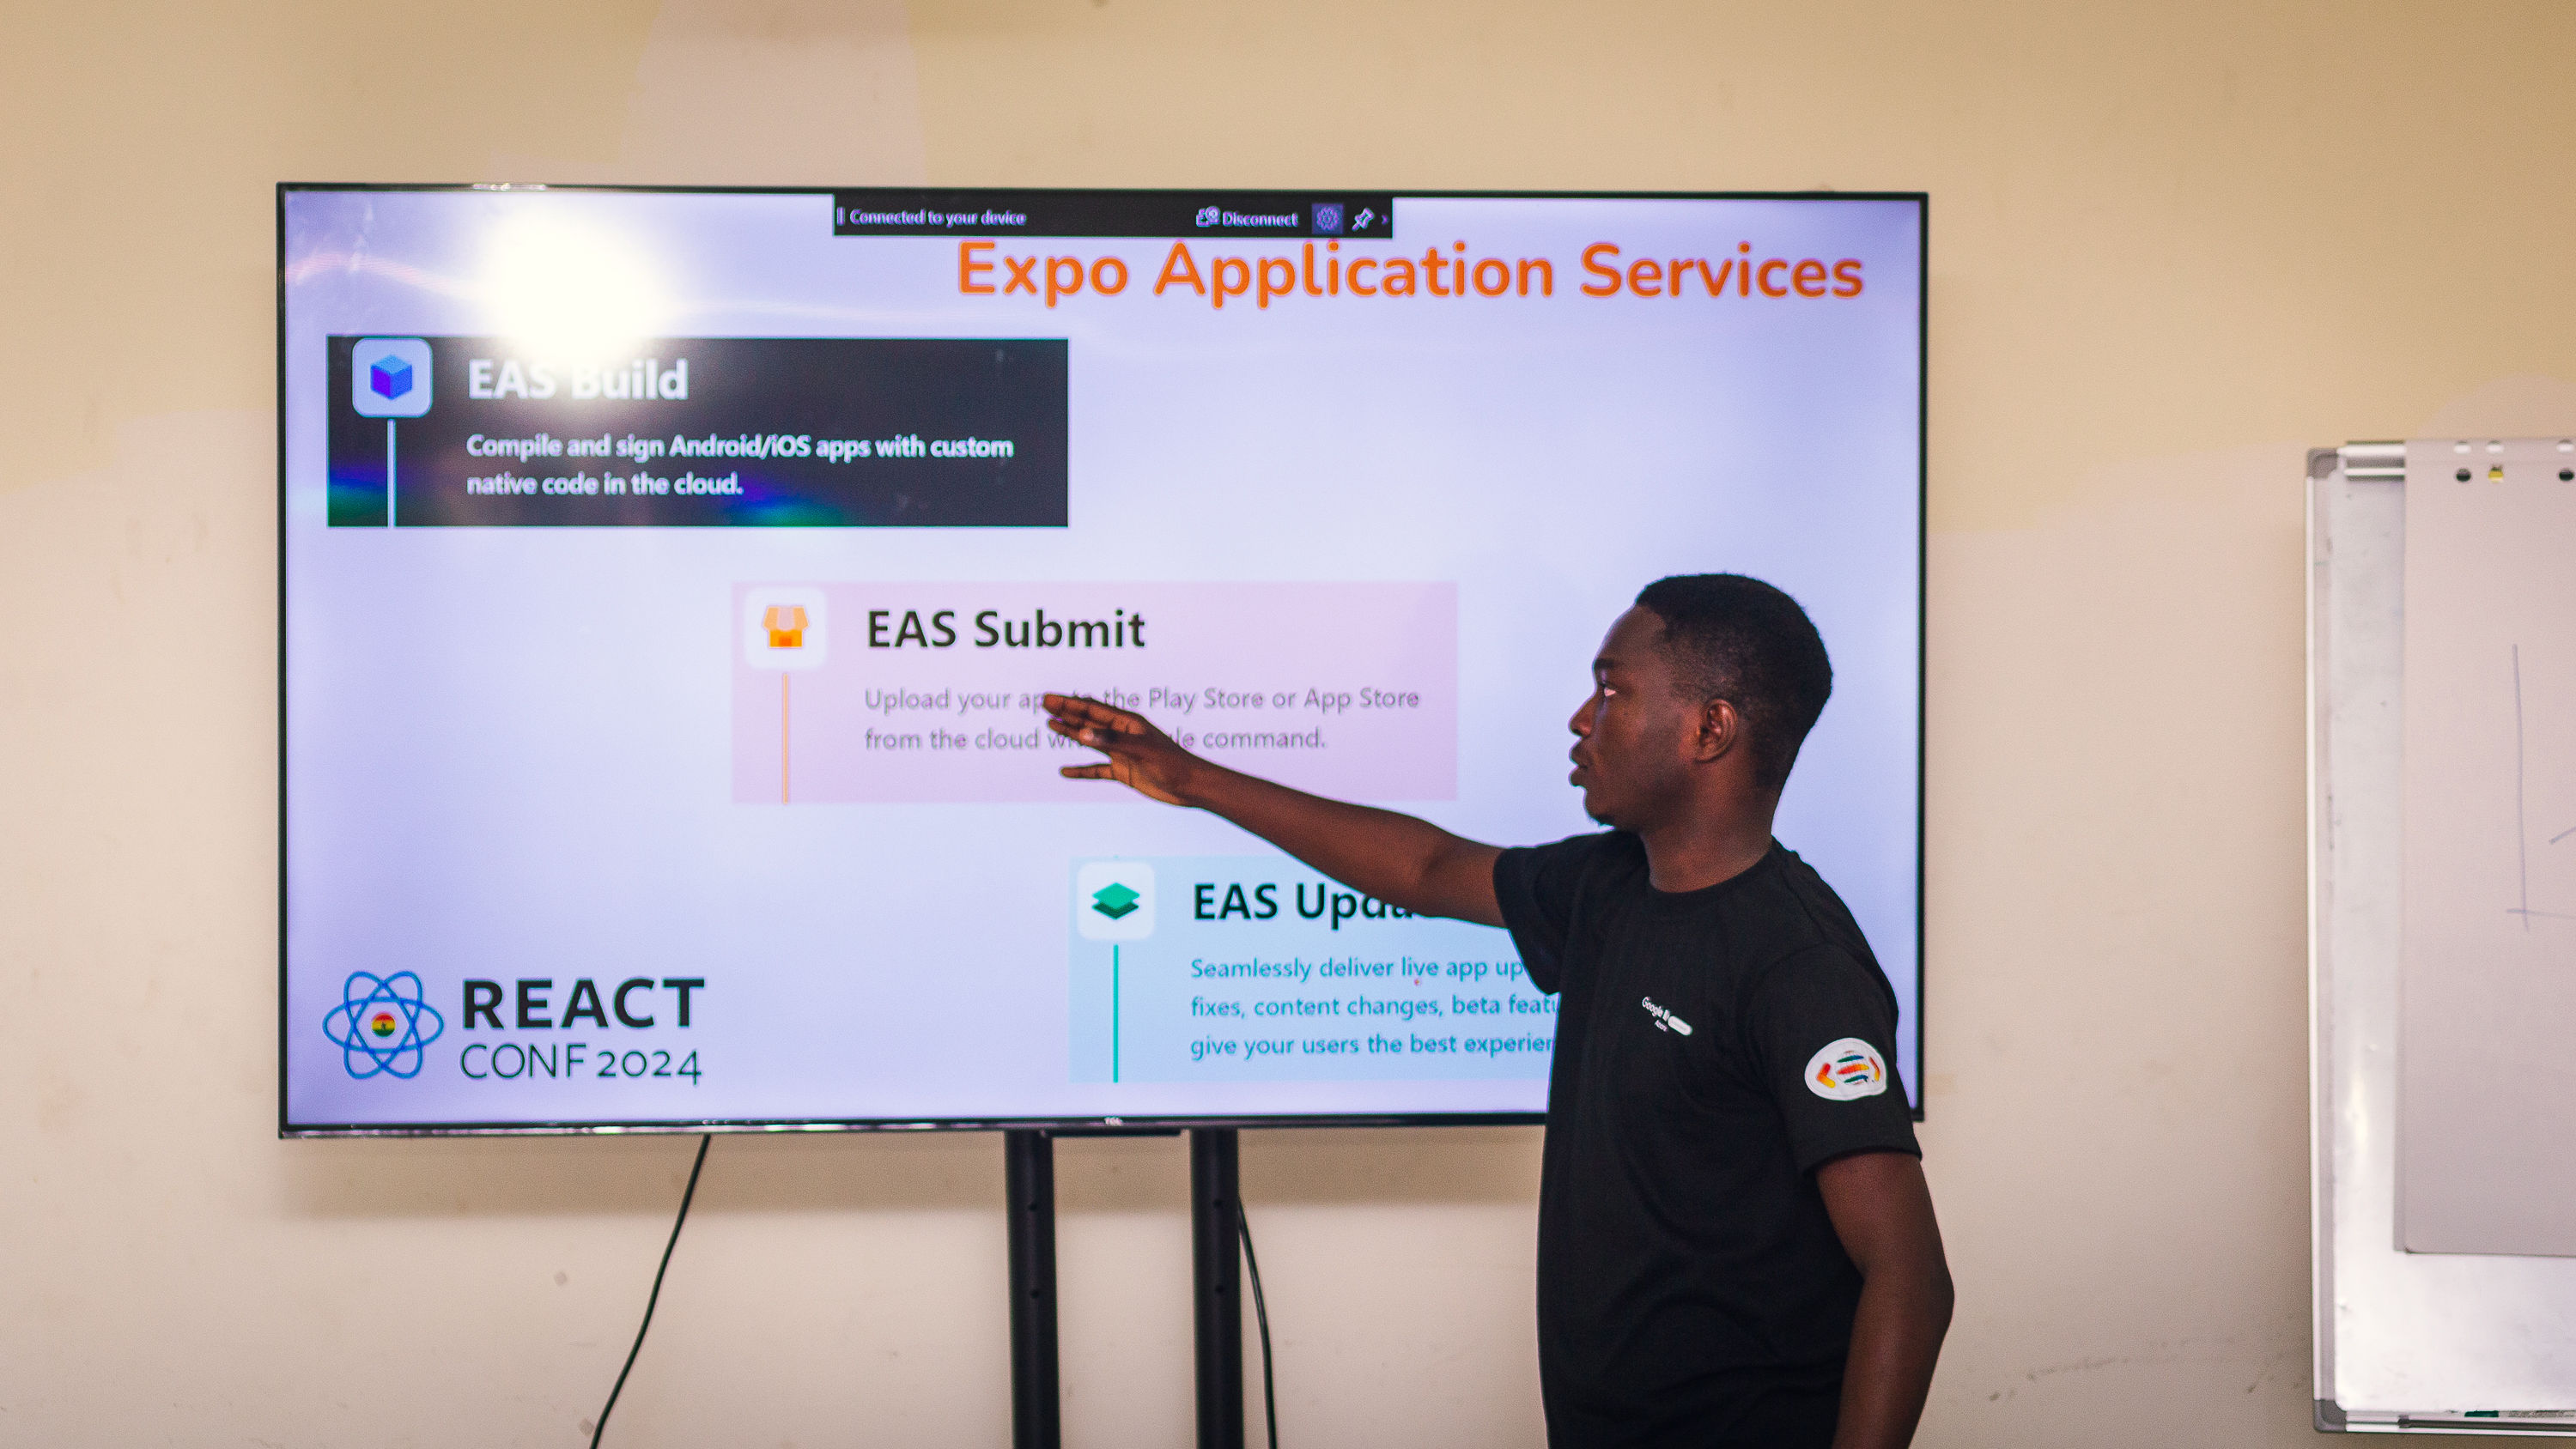 Connected to your device
Disconnect
Expo Application Services
EAS Build
Compile and sign Android/iOS apps with custom
native code in the cloud.
EAS Submit
Upload your the Play Store or App Store
from the cloud command.
EAS
Seamlessly deliver live app
fixes, content changes, beta
give your users the best
REACT
CONF 2024
Google
TCL